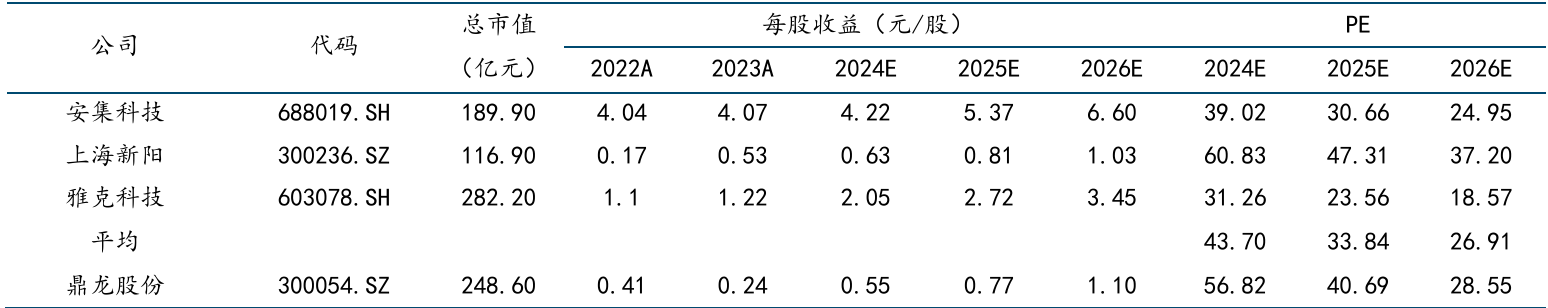 公司 代码 总市值 (亿元) 每股收益（元/股） PE
2022A 2023A 2024E 2025E 2026E 2024E 2025E 2026E
安集科技 688019.SH 189.90 4.04 4.07 4.22 5.37 6.60 39.02 30.66 24.95
上海新阳 300236.SZ 116.90 0.17 0.53 0.63 0.81 1.03 60.83 47.31 37.20
雅克科技 603078.SH 282.20 1.1 1.22 2.05 2.72 3.45 31.26 23.56 18.57
平均 43.70 33.84 26.91
鼎龙股份 300054.SZ 248.60 0.41 0.24 0.55 0.77 1.10 56.82 40.69 28.55